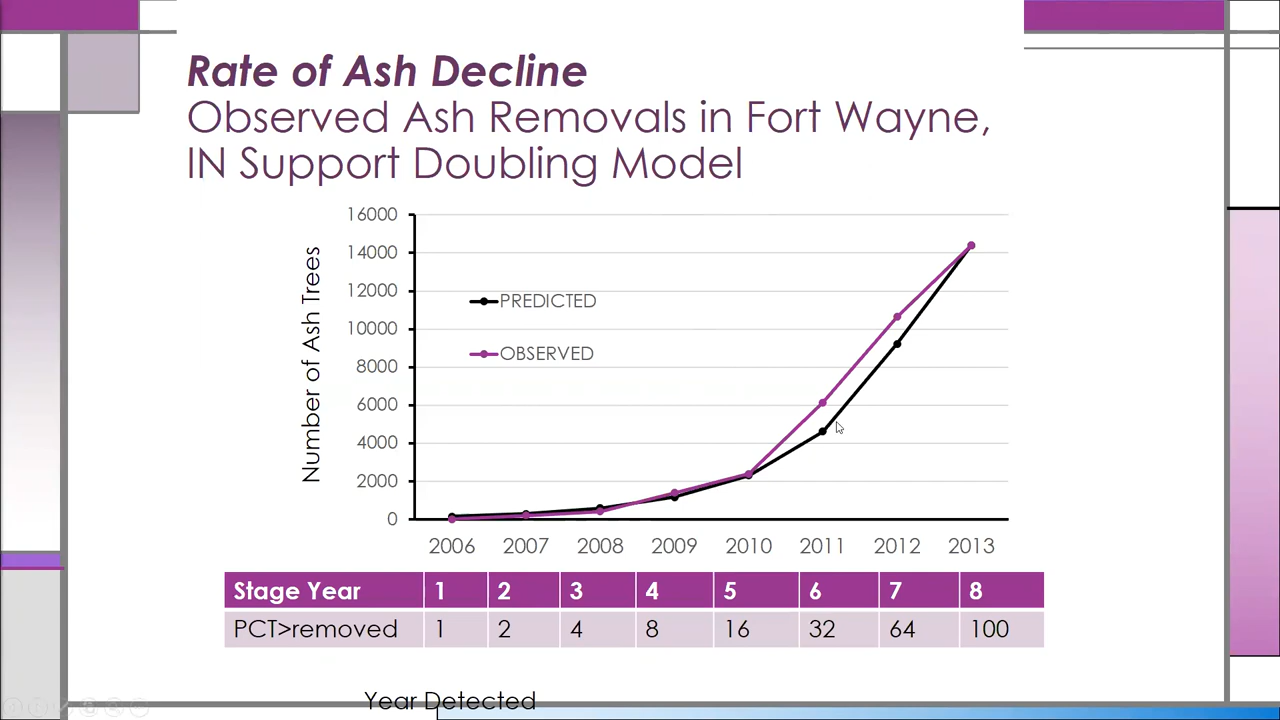 Rate of Ash Decline
Observed Ash Removals in Fort Wayne,
IN Support Doubling Model
Number of Ash Trees
16000
14000
12000
10000
8000
6000
4000
2000
0
PREDICTED
OBSERVED
2006 2007 2008 2009 2010 2011 2012 2013
Stage Year 1 2 3 4 5 6 7 8
PCT>removed 1 2 4 8 16 32 64 100
Year Detected